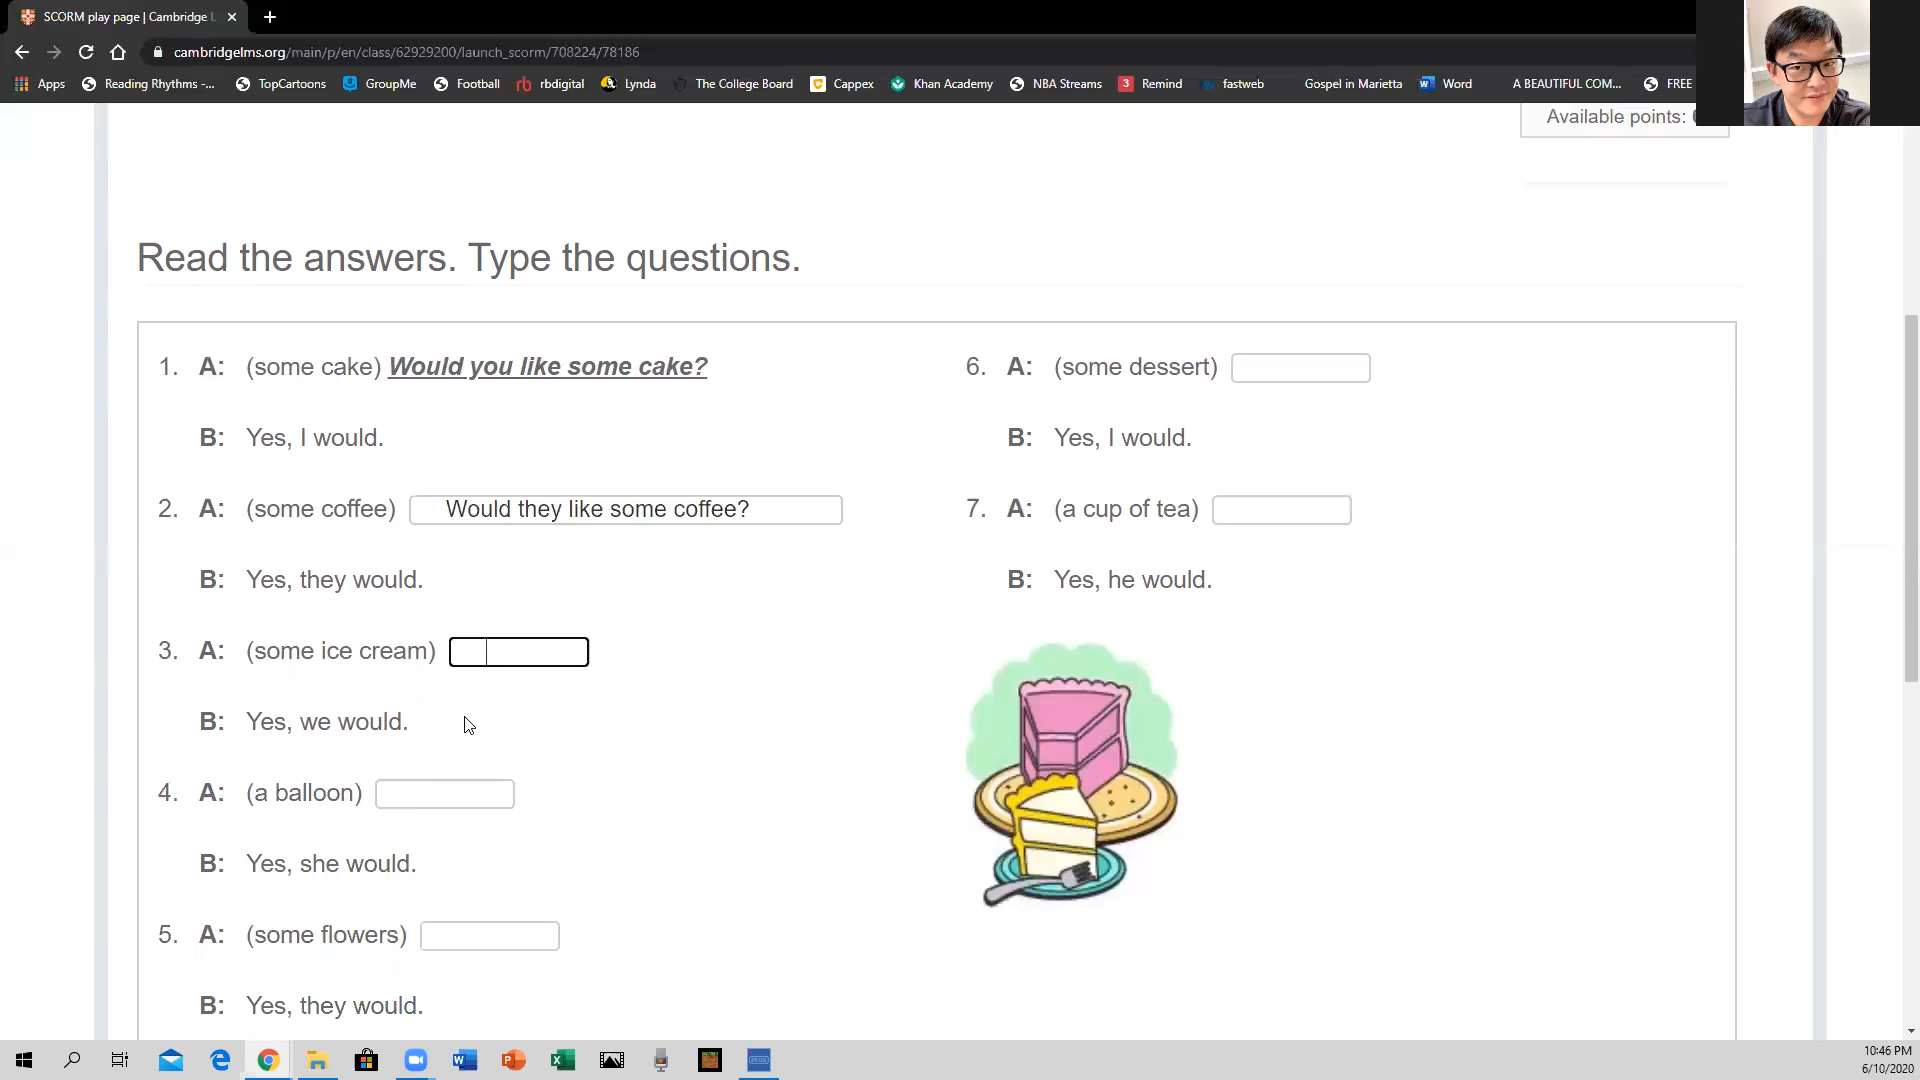 SCORM play page | Cambridge L
cambridgelms.org/main/p/en/class/62929200/launch_scorm/708224/78186
Apps Reading Rhythms -... TopCartoons GroupMe Football rbdigital Lynda The College Board Cappex Khan Academy NBA Streams Remind fastweb Gospel in Marietta Word A BEAUTIFUL COM... FREE
Available points:
Read the answers. Type the questions.
1. A: (some cake) Would you like some cake?
B: Yes, I would.
2. A: (some coffee) Would they like some coffee?
B: Yes, they would.
3. A: (some ice cream)
B: Yes, we would.
4. A: (a balloon)
B: Yes, she would.
5. A: (some flowers)
B: Yes, they would.
6. A: (some dessert)
B: Yes, I would.
7. A: (a cup of tea)
B: Yes, he would.
10:46 PM
6/10/2020